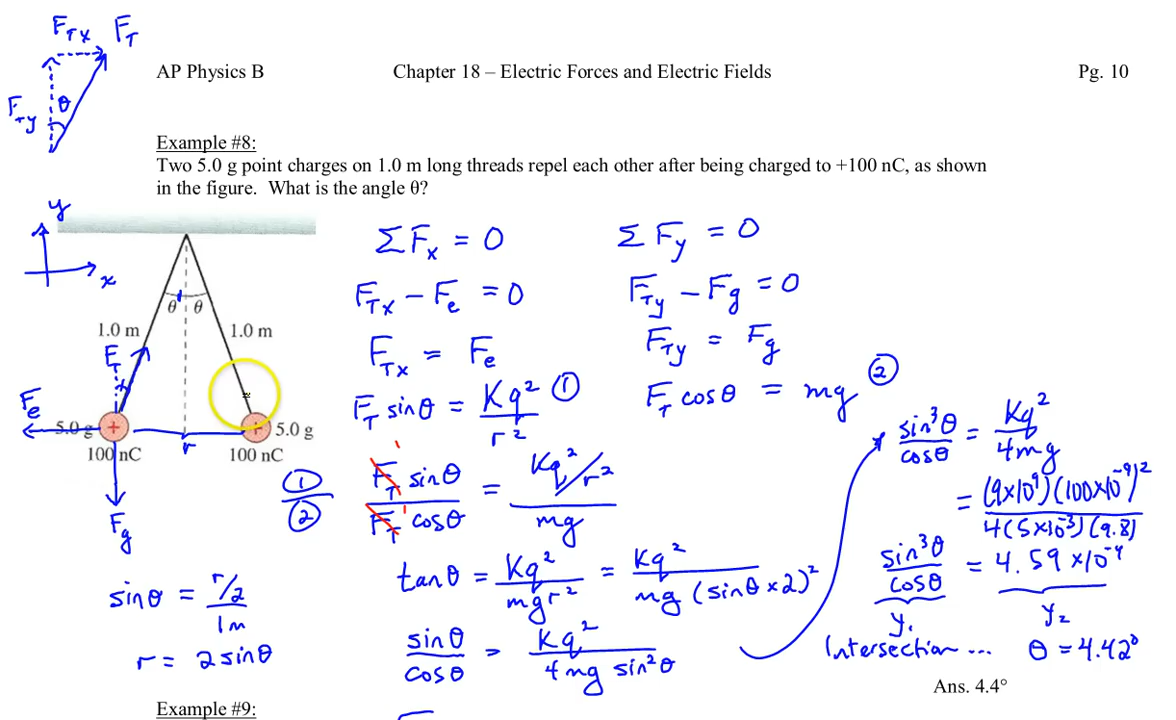 F_Tx F_T
F_Ty θ
AP Physics B Chapter 18 – Electric Forces and Electric Fields Pg. 10
Example #8:
Two 5.0 g point charges on 1.0 m long threads repel each other after being charged to +100 nC, as shown
in the figure. What is the angle θ?
y
x
θ θ
1.0 m 1.0 m
F_T
F_e
5.0 g + + 5.0 g
r
100 nC 100 nC
F_g
sinθ = (r/2)/1m
r = 2 sinθ
ΣF_x = 0
F_Tx − F_e = 0
F_Tx = F_e
F_T sinθ = Kq²/r² ①
ΣF_y = 0
F_Ty − F_g = 0
F_Ty = F_g
F_T cosθ = mg ②
①/② F_T sinθ / F_T cosθ = (Kq²/r²)/mg
1
1
tanθ = Kq²/mgr² = Kq²/mg(sinθ×2)²
sinθ/cosθ = Kq²/4mg sin²θ
sin³θ/cosθ = Kq²/4mg
= (9×10⁹)(100×10⁻⁹)²/4(5×10⁻³)(9.8)
sin³θ/cosθ = 4.59×10⁻⁴
y₁ y₂
Intersection ... θ = 4.42°
Ans. 4.4°
Example #9: